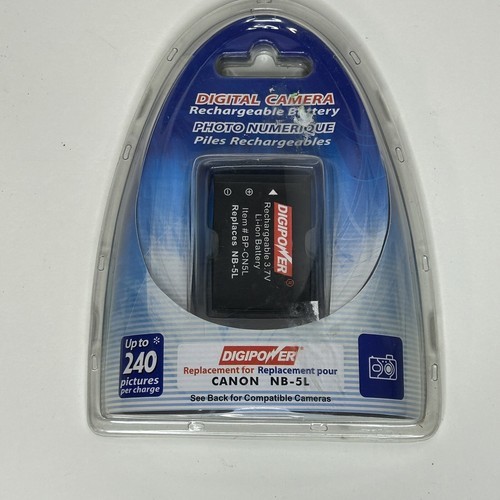 DIGITAL CAMERA
Rechargeable Battery
PHOTO NUMERIQUE
Piles Rechargeables
DIGIPOWER®
Rechargeable 3.7V
Li-ion Battery
Item # BP-CN5L
Replaces NB-5L
Up to *
240
pictures
per charge
DIGIPOWER®
Replacement for Replacement pour
CANON NB-5L
See Back for Compatible Cameras